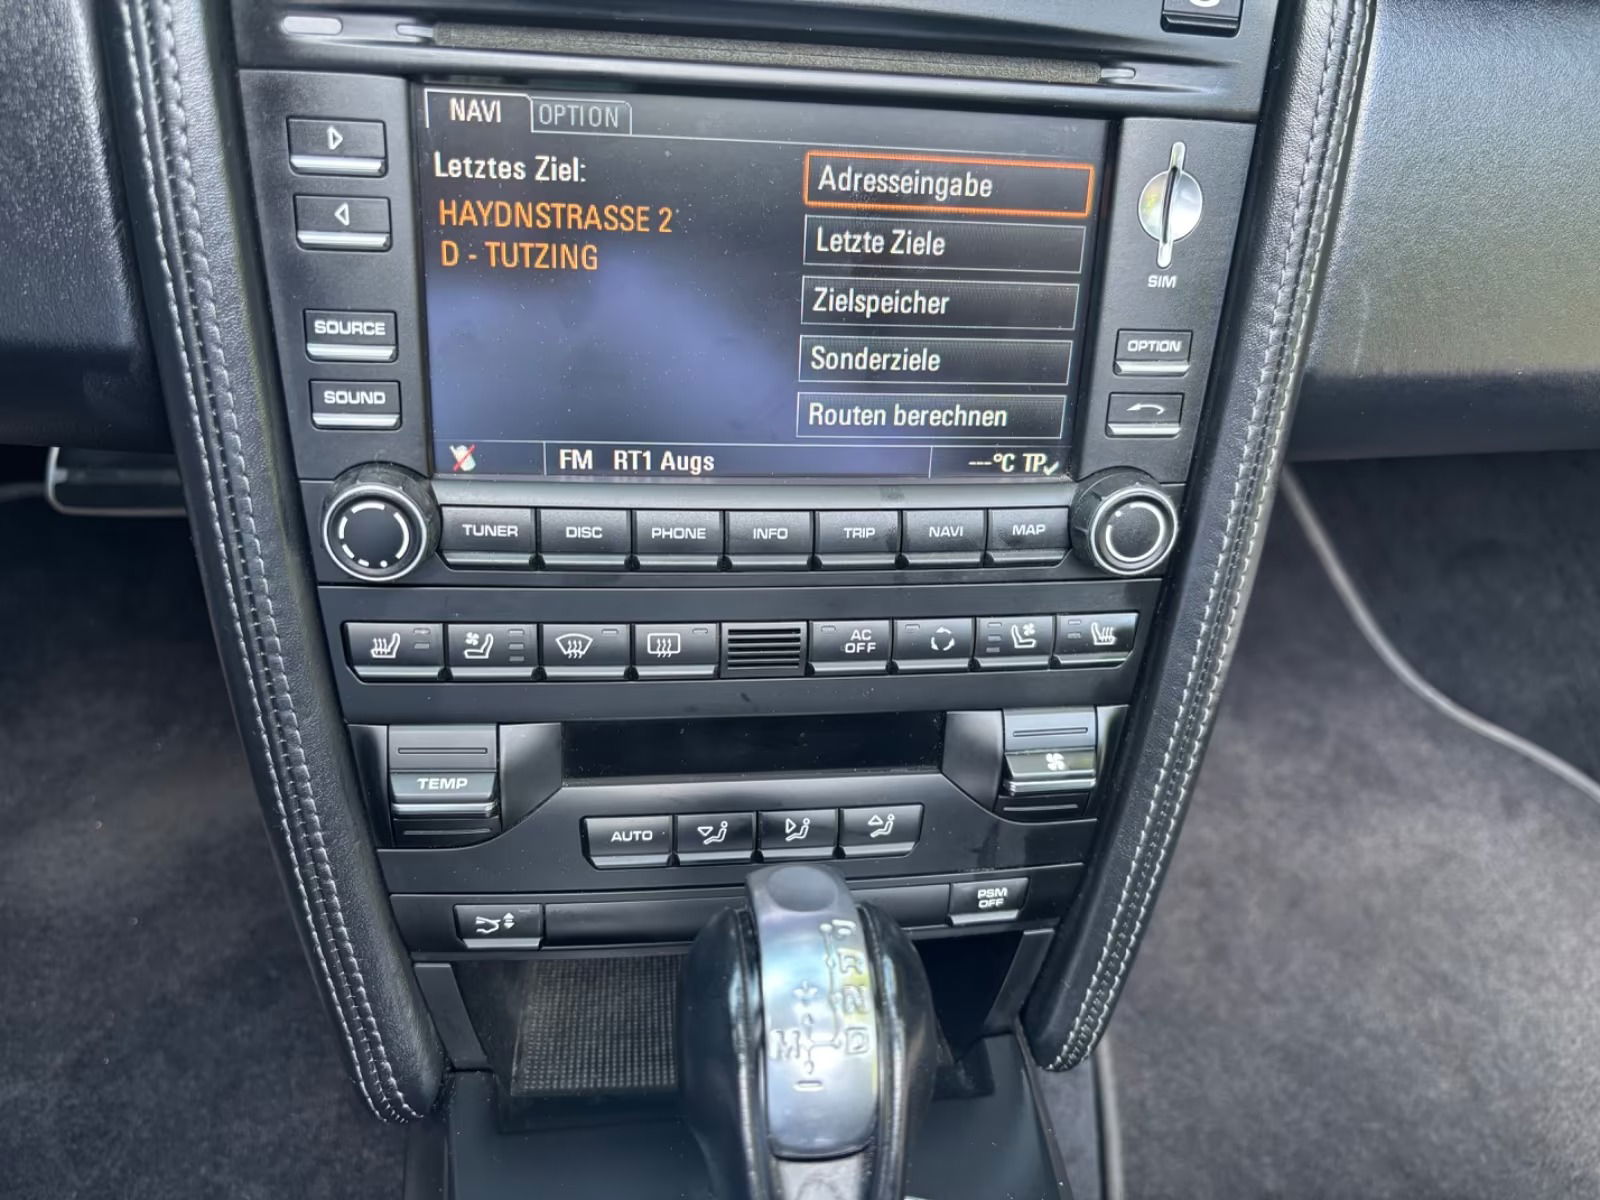 NAVI OPTION
Letztes Ziel:
HAYDNSTRASSE 2
D - TUTZING
Adresseingabe
Letzte Ziele
Zielspeicher
Sonderziele
Routen berechnen
FM RT1 Augs ---°C TP
SIM
SOURCE
SOUND
OPTION
TUNER DISC PHONE INFO TRIP NAVI MAP
AC
OFF
TEMP
AUTO
PSM
OFF
P
R
N
M D
+
−